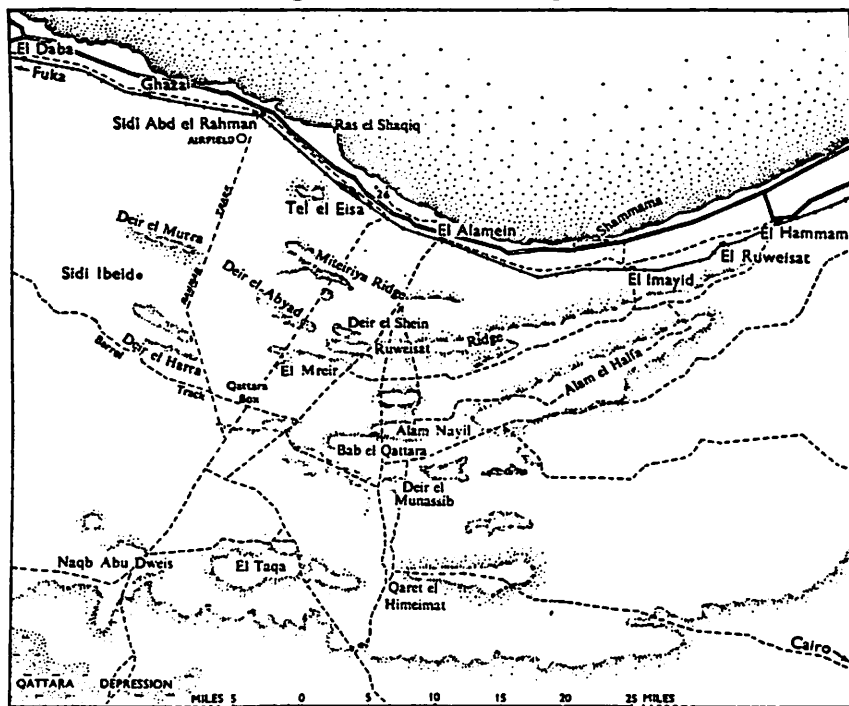 El Daba
Fuka
Ghazal
Sidi Abd el Rahman
AIRFIELD
Ras el Shaqiq
Tel el Eisa
26
El Alamein
Shammama
El Hammam
El Ruweisat
El Imayid
Deir el Murra
Sidi Ibeid
Miteiriya Ridge
Deir el Abyad
Deir el Shein
Ruweisat Ridge
El Mreir
Deir el Harra
Barrel Track
Qattara Box
Alam el Halfa
Alam Nayil
Bab el Qattara
Deir el Munassib
Naqb Abu Dweis
El Taqa
Qaret el Himeimat
Cairo
QATTARA DEPRESSION
MILES 5 0 5 10 15 20 25 MILES